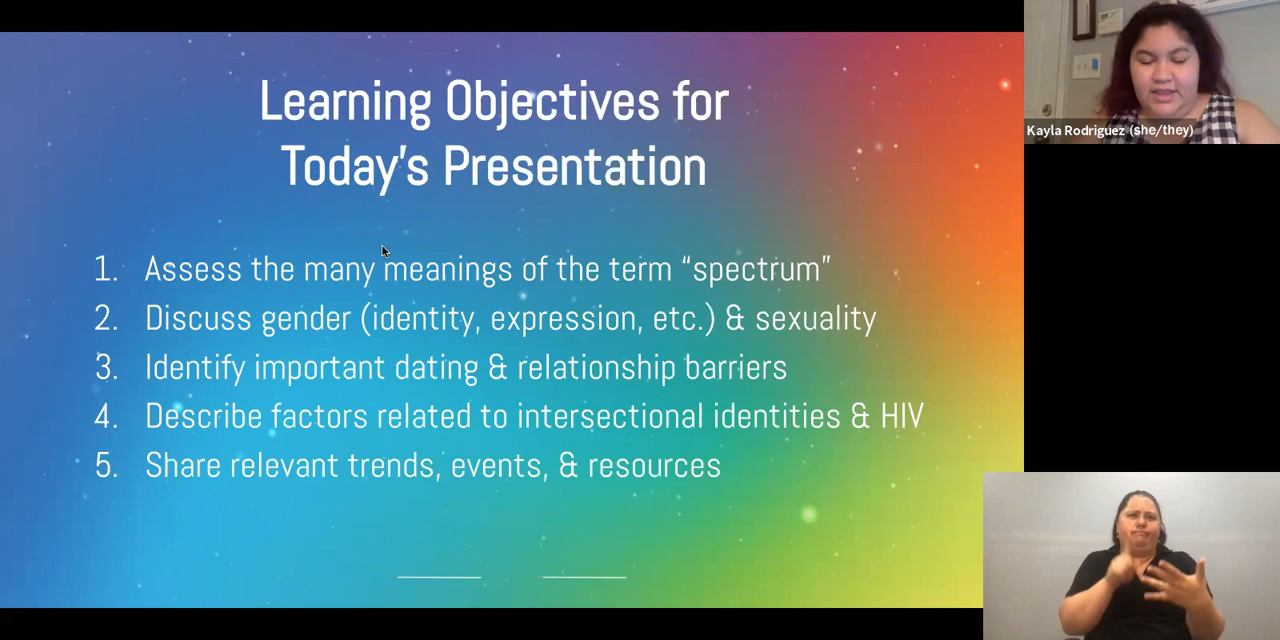 Learning Objectives for
Today's Presentation
1. Assess the many meanings of the term “spectrum”
2. Discuss gender (identity, expression, etc.) & sexuality
3. Identify important dating & relationship barriers
4. Describe factors related to intersectional identities & HIV
5. Share relevant trends, events, & resources
Kayla Rodriguez (she/they)